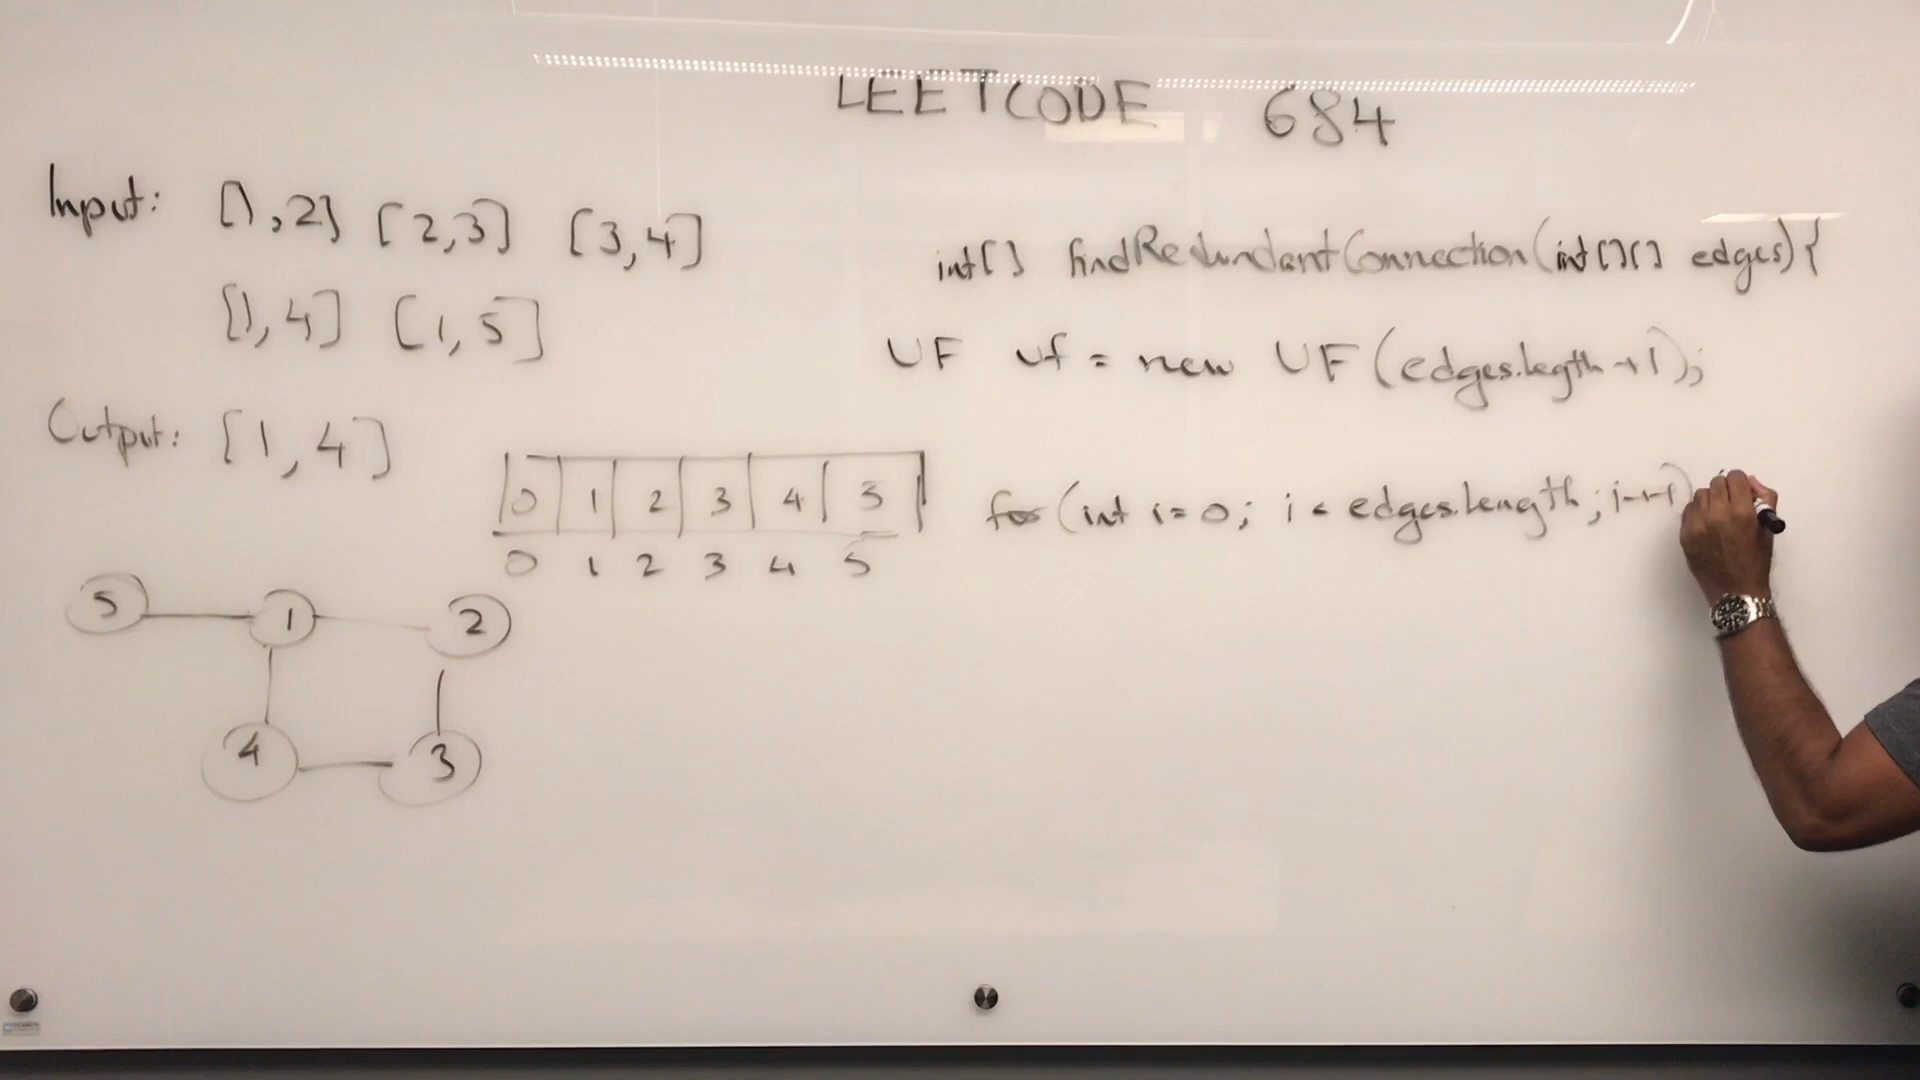 LEETCODE 684
Input: [1,2] [2,3] [3,4]
[1,4] [1,5]
Output: [1,4]
int[] findRedundantConnection(int[][] edges){
UF uf = new UF(edges.legth+1);
for(int i=0; i < edges.length; i++)
0 1 2 3 4 5
0 1 2 3 4 5
5 1 2
4 3